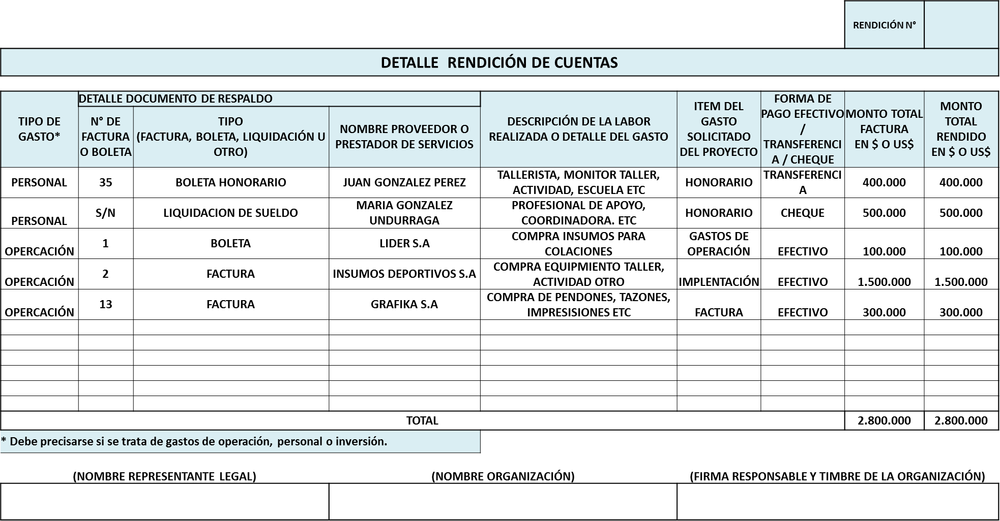 RENDICIÓN N°
DETALLE RENDICIÓN DE CUENTAS
TIPO DE
GASTO*
DETALLE DOCUMENTO DE RESPALDO
N° DE
FACTURA
O BOLETA
TIPO
(FACTURA, BOLETA, LIQUIDACIÓN U
OTRO)
NOMBRE PROVEEDOR O
PRESTADOR DE SERVICIOS
DESCRIPCIÓN DE LA LABOR
REALIZADA O DETALLE DEL GASTO
ITEM DEL
GASTO
SOLICITADO
DEL PROYECTO
FORMA DE
PAGO EFECTIVO
/
TRANSFERENCI
A / CHEQUE
MONTO TOTAL
FACTURA
EN $ O US$
MONTO
TOTAL
RENDIDO
EN $ O US$
PERSONAL
35
BOLETA HONORARIO
JUAN GONZALEZ PEREZ
TALLERISTA, MONITOR TALLER,
ACTIVIDAD, ESCUELA ETC
HONORARIO
TRANSFERENCI
A
400.000
400.000
PERSONAL
S/N
LIQUIDACION DE SUELDO
MARIA GONZALEZ
UNDURRAGA
PROFESIONAL DE APOYO,
COORDINADORA. ETC
HONORARIO
CHEQUE
500.000
500.000
OPERCACIÓN
1
BOLETA
LIDER S.A
COMPRA INSUMOS PARA
COLACIONES
GASTOS DE
OPERACIÓN
EFECTIVO
100.000
100.000
OPERCACIÓN
2
FACTURA
INSUMOS DEPORTIVOS S.A
COMPRA EQUIPMIENTO TALLER,
ACTIVIDAD OTRO
IMPLENTACIÓN
EFECTIVO
1.500.000
1.500.000
OPERCACIÓN
13
FACTURA
GRAFIKA S.A
COMPRA DE PENDONES, TAZONES,
IMPRESISIONES ETC
FACTURA
EFECTIVO
300.000
300.000
TOTAL
2.800.000
2.800.000
* Debe precisarse si se trata de gastos de operación, personal o inversión.
(NOMBRE REPRESENTANTE LEGAL)
(NOMBRE ORGANIZACIÓN)
(FIRMA RESPONSABLE Y TIMBRE DE LA ORGANIZACIÓN)